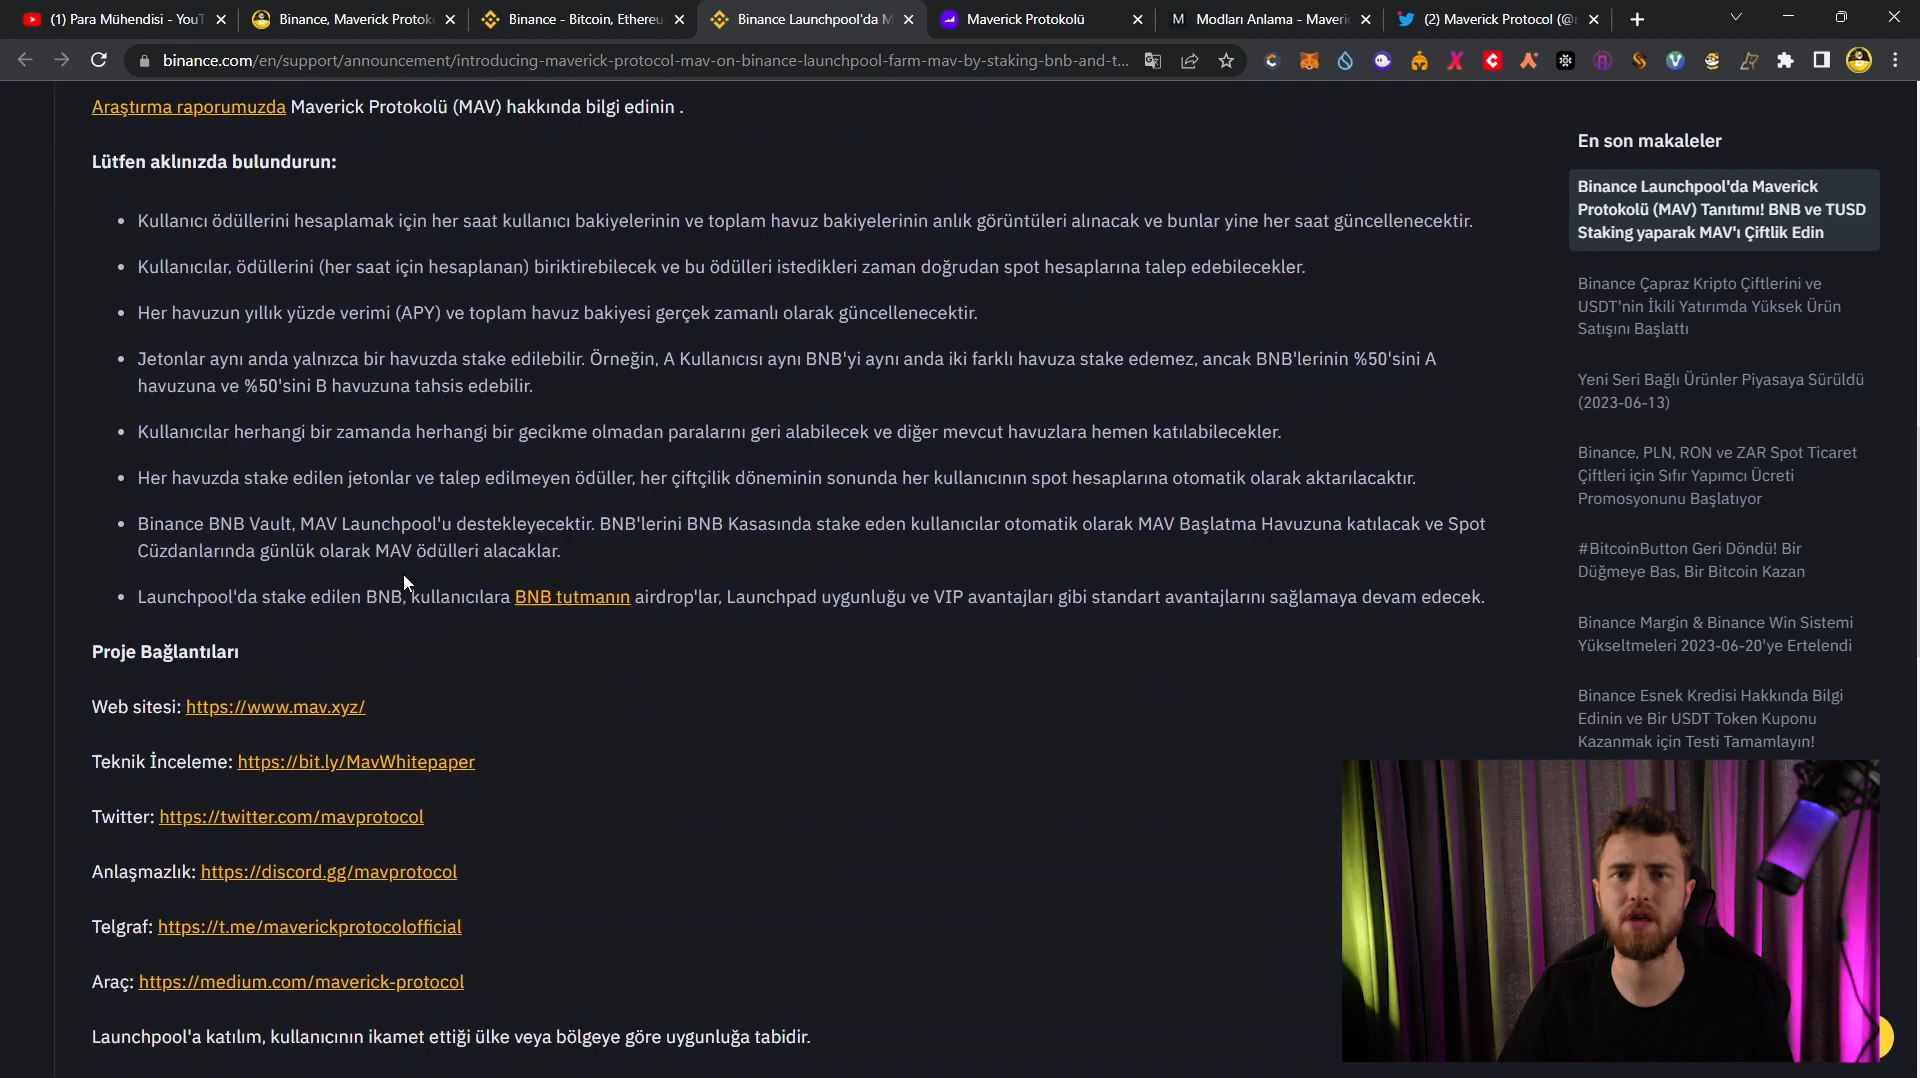 (1) Para Mühendisi - YouT
Binance, Maverick Protok
Binance - Bitcoin, Ethereu
Binance Launchpool'da M
Maverick Protokolü
Modları Anlama - Maveric
(2) Maverick Protocol (@
binance.com/en/support/announcement/introducing-maverick-protocol-mav-on-binance-launchpool-farm-mav-by-staking-bnb-and-t...
Araştırma raporumuzda Maverick Protokolü (MAV) hakkında bilgi edinin .
Lütfen aklınızda bulundurun:
• Kullanıcı ödüllerini hesaplamak için her saat kullanıcı bakiyelerinin ve toplam havuz bakiyelerinin anlık görüntüleri alınacak ve bunlar yine her saat güncellenecektir.
• Kullanıcılar, ödüllerini (her saat için hesaplanan) biriktirebilecek ve bu ödülleri istedikleri zaman doğrudan spot hesaplarına talep edebilecekler.
• Her havuzun yıllık yüzde verimi (APY) ve toplam havuz bakiyesi gerçek zamanlı olarak güncellenecektir.
• Jetonlar aynı anda yalnızca bir havuzda stake edilebilir. Örneğin, A Kullanıcısı aynı BNB'yi aynı anda iki farklı havuza stake edemez, ancak BNB'lerinin %50'sini A
havuzuna ve %50'sini B havuzuna tahsis edebilir.
• Kullanıcılar herhangi bir zamanda herhangi bir gecikme olmadan paralarını geri alabilecek ve diğer mevcut havuzlara hemen katılabilecekler.
• Her havuzda stake edilen jetonlar ve talep edilmeyen ödüller, her çiftçilik döneminin sonunda her kullanıcının spot hesaplarına otomatik olarak aktarılacaktır.
• Binance BNB Vault, MAV Launchpool'u destekleyecektir. BNB'lerini BNB Kasasında stake eden kullanıcılar otomatik olarak MAV Başlatma Havuzuna katılacak ve Spot
Cüzdanlarında günlük olarak MAV ödülleri alacaklar.
• Launchpool'da stake edilen BNB, kullanıcılara BNB tutmanın airdrop'lar, Launchpad uygunluğu ve VIP avantajları gibi standart avantajlarını sağlamaya devam edecek.
Proje Bağlantıları
Web sitesi: https://www.mav.xyz/
Teknik İnceleme: https://bit.ly/MavWhitepaper
Twitter: https://twitter.com/mavprotocol
Anlaşmazlık: https://discord.gg/mavprotocol
Telgraf: https://t.me/maverickprotocolofficial
Araç: https://medium.com/maverick-protocol
Launchpool'a katılım, kullanıcının ikamet ettiği ülke veya bölgeye göre uygunluğa tabidir.
En son makaleler
Binance Launchpool'da Maverick
Protokolü (MAV) Tanıtımı! BNB ve TUSD
Staking yaparak MAV'ı Çiftlik Edin
Binance Çapraz Kripto Çiftlerini ve
USDT'nin İkili Yatırımda Yüksek Ürün
Satışını Başlattı
Yeni Seri Bağlı Ürünler Piyasaya Sürüldü
(2023-06-13)
Binance, PLN, RON ve ZAR Spot Ticaret
Çiftleri için Sıfır Yapımcı Ücreti
Promosyonunu Başlatıyor
#BitcoinButton Geri Döndü! Bir
Düğmeye Bas, Bir Bitcoin Kazan
Binance Margin & Binance Win Sistemi
Yükseltmeleri 2023-06-20'ye Ertelendi
Binance Esnek Kredisi Hakkında Bilgi
Edinin ve Bir USDT Token Kuponu
Kazanmak için Testi Tamamlayın!